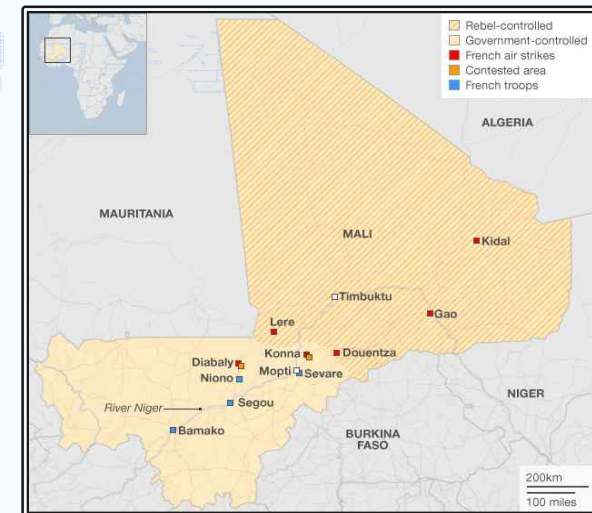 Rebel-controlled
Government-controlled
French air strikes
Contested area
French troops
ALGERIA
MAURITANIA
MALI
Kidal
Timbuktu
Gao
Lere
Konna
Douentza
Diabaly
Mopti
Sevare
Niono
NIGER
River Niger
Segou
Bamako
BURKINA
FASO
200km
100 miles